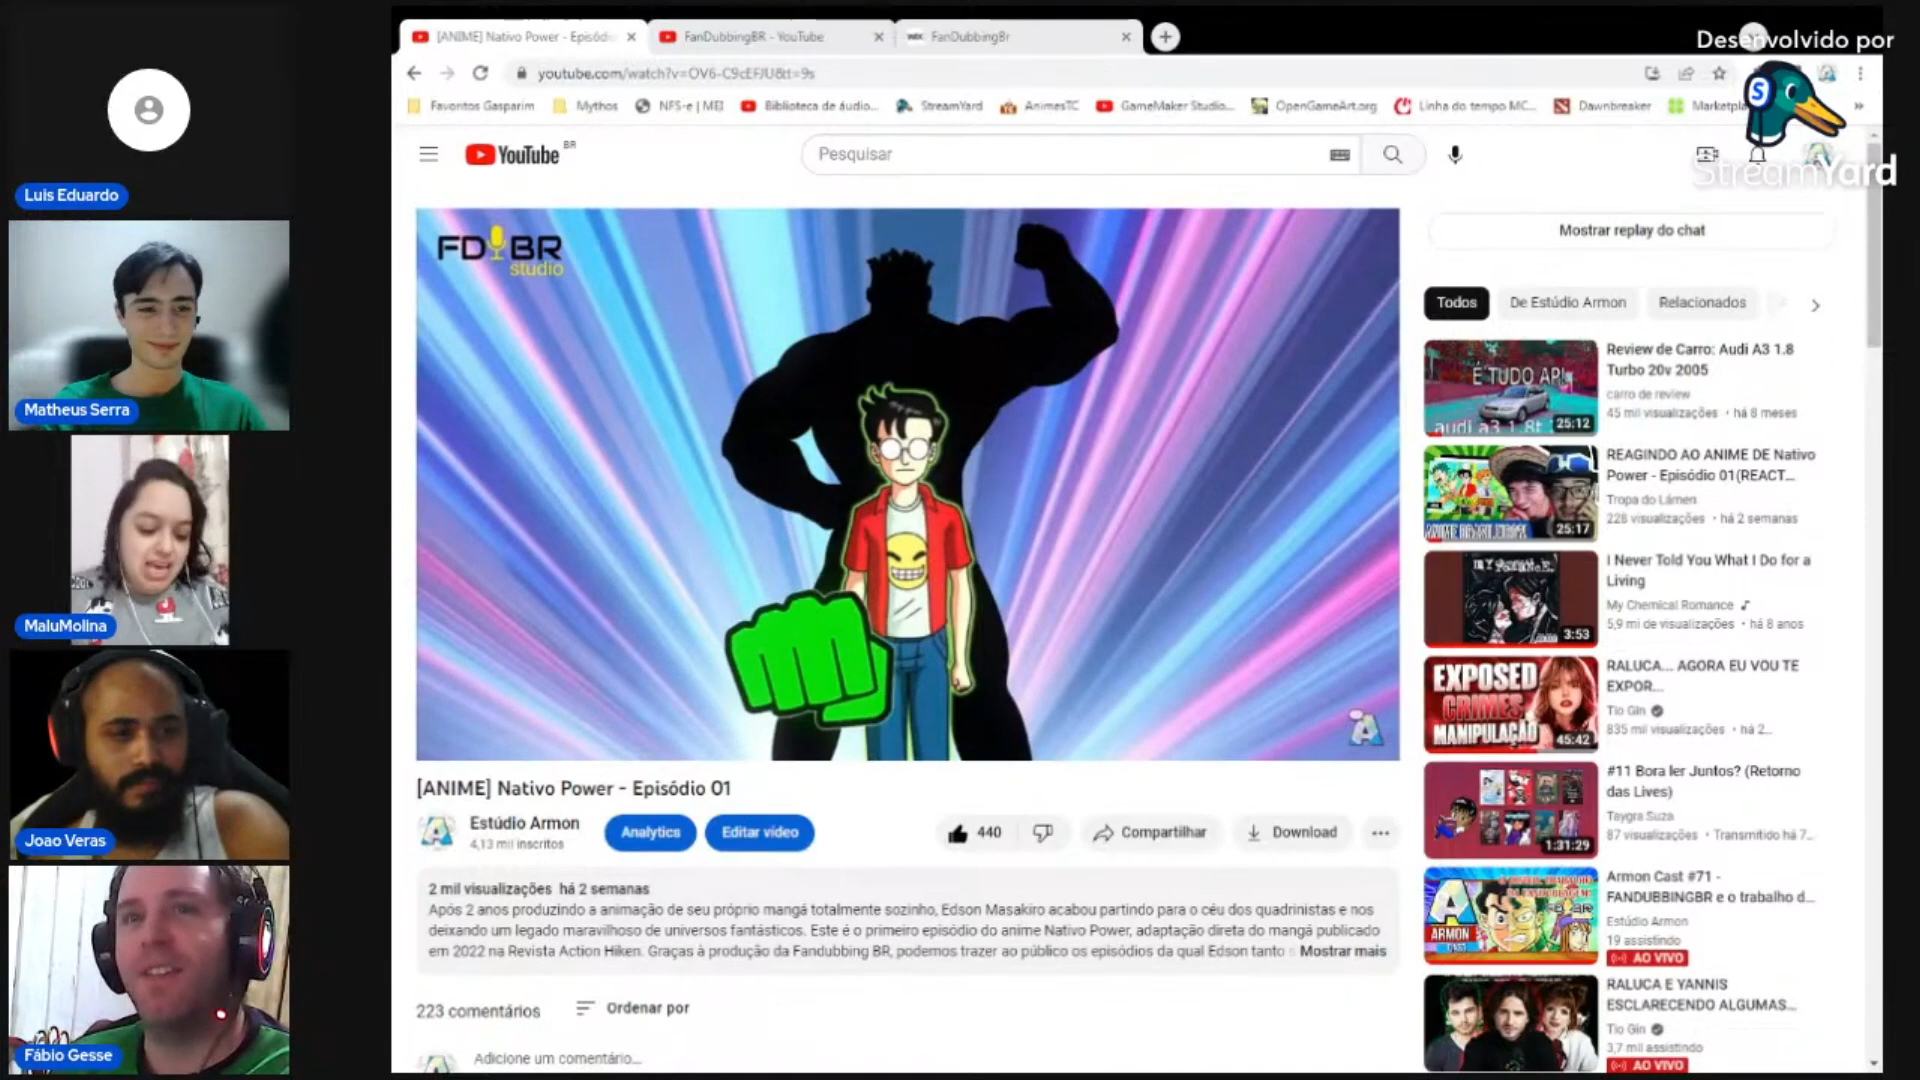 Luis Eduardo
Matheus Serra
MaluMolina
Joao Veras
Fábio Gesse
Desenvolvido por
StreamYard
[ANIME] Nativo Power - Episódi
FanDubbingBR - YouTube
WIX FanDubbingBr
youtube.com/watch?v=OV6-C9cEFJU&t=9s
Favoritos Gasparim
Mythos
NFS-e | MEI
Biblioteca de áudio...
StreamYard
AnimesTC
GameMaker Studio...
OpenGameArt.org
Linha do tempo MC...
Dawnbreaker
Marketpla
YouTube BR
Pesquisar
FD BR
studio
Mostrar replay do chat
Todos
De Estúdio Armon
Relacionados
É TUDO AP
audi a3 1.8t
25:12
Review de Carro: Audi A3 1.8
Turbo 20v 2005
carro de review
45 mil visualizações • há 8 meses
25:17
REAGINDO AO ANIME DE Nativo
Power - Episódio 01(REACT...
Tropa do Lámen
228 visualizações • há 2 semanas
3:53
I Never Told You What I Do for a
Living
My Chemical Romance
5,9 mi de visualizações • há 8 anos
EXPOSED
CRIMES
MANIPULAÇÃO
45:42
RALUCA... AGORA EU VOU TE
EXPOR...
Tio Gin
835 mil visualizações • há 2...
1:31:29
#11 Bora ler Juntos? (Retorno
das Lives)
Taygra Suza
87 visualizações • Transmitido há 7...
ARMON
CAST
Armon Cast #71 -
FANDUBBINGBR e o trabalho d...
Estúdio Armon
19 assistindo
AO VIVO
RALUCA E YANNIS
ESCLARECENDO ALGUMAS...
Tio Gin
3,7 mil assistindo
AO VIVO
[ANIME] Nativo Power - Episódio 01
Estúdio Armon
4,13 mil inscritos
Analytics
Editar vídeo
440
Compartilhar
Download
2 mil visualizações há 2 semanas
Após 2 anos produzindo a animação de seu próprio mangá totalmente sozinho, Edson Masakiro acabou partindo para o céu dos quadrinistas e nos
deixando um legado maravilhoso de universos fantásticos. Este é o primeiro episódio do anime Nativo Power, adaptação direta do mangá publicado
em 2022 na Revista Action Hiken. Graças à produção da Fandubbing BR, podemos trazer ao público os episódios da qual Edson tanto s Mostrar mais
223 comentários
Ordenar por
Adicione um comentário...